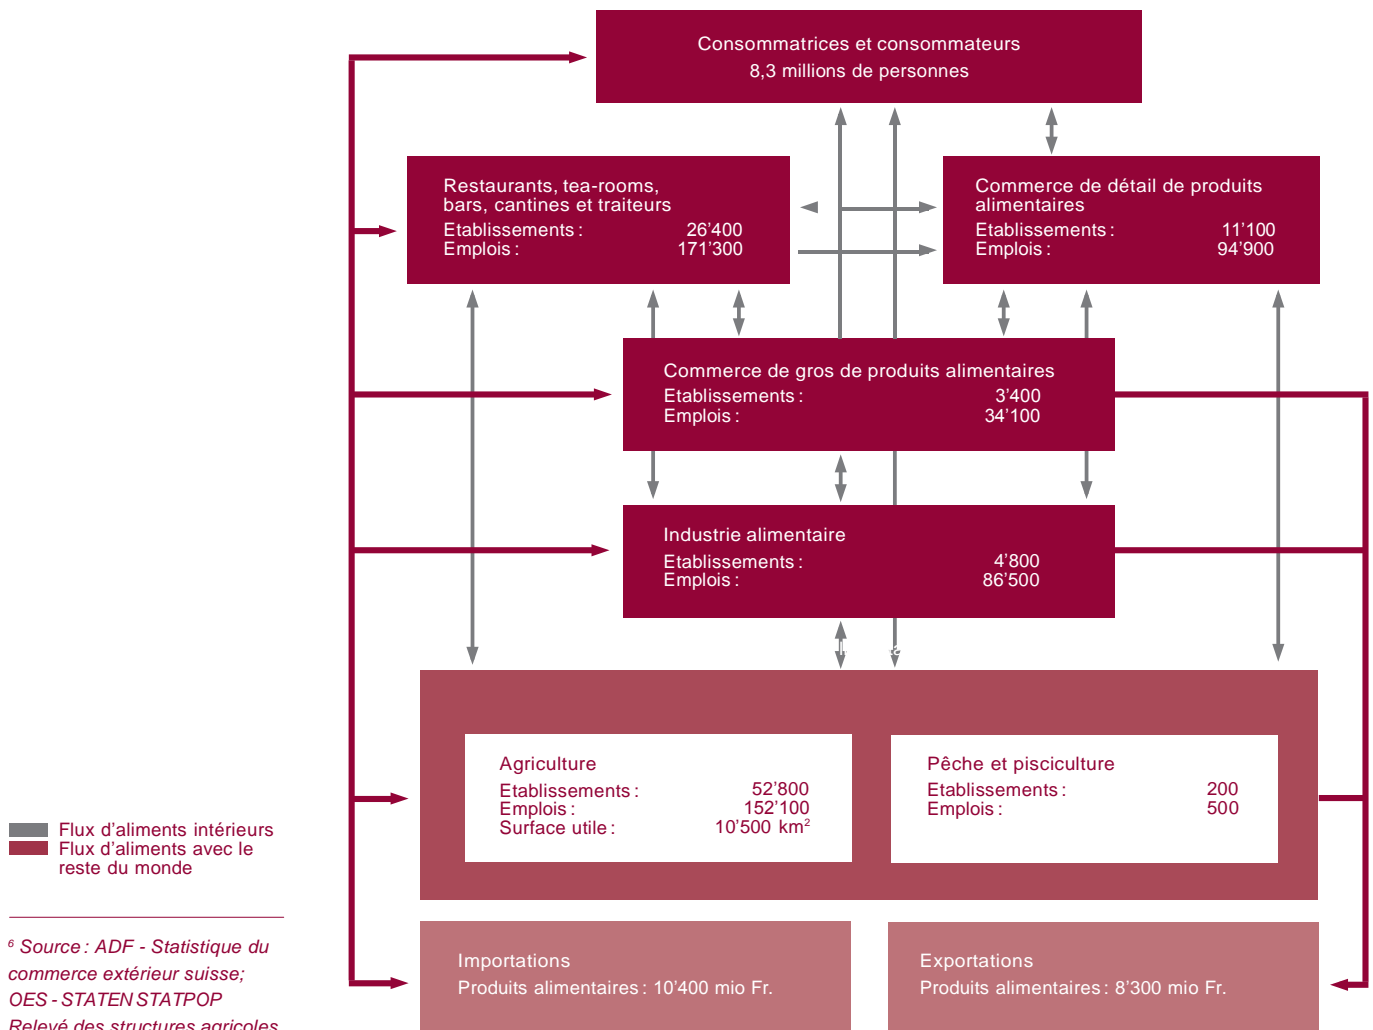 Consommatrices et consommateurs
8,3 millions de personnes
Restaurants, tea-rooms,
bars, cantines et traiteurs
Etablissements : 26’400
Emplois : 171’300
Commerce de détail de produits
alimentaires
Etablissements : 11’100
Emplois : 94’900
Commerce de gros de produits alimentaires
Etablissements : 3’400
Emplois : 34’100
Industrie alimentaire
Etablissements : 4’800
Emplois : 86’500
Agriculture
Etablissements : 52’800
Emplois : 152’100
Surface utile : 10’500 km²
Pêche et pisciculture
Etablissements : 200
Emplois : 500
Importations
Produits alimentaires : 10’400 mio Fr.
Exportations
Produits alimentaires : 8’300 mio Fr.
Flux d’aliments intérieurs
Flux d’aliments avec le
reste du monde
⁶ Source : ADF - Statistique du
commerce extérieur suisse;
OES - STATEN STATPOP
Relevé des structures agricoles